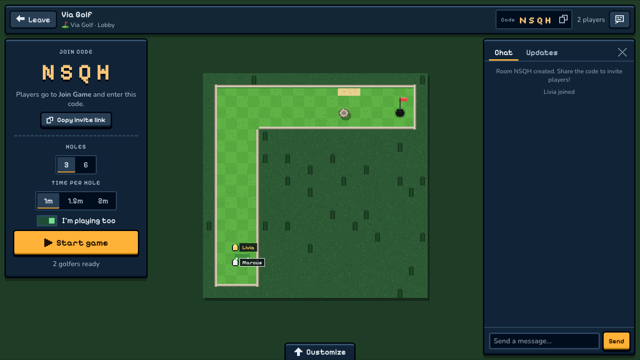 Leave
Via Golf
Via Golf · Lobby
Code NSQH
2 players
JOIN CODE
NSQH
Players go to Join Game and enter this
code.
Copy invite link
HOLES
3 6
TIME PER HOLE
1m 1.5m 2m
I'm playing too
Start game
2 golfers ready
Livia
Marcus
Customize
Chat Updates
Room NSQH created. Share the code to invite
players!
Livia joined
Send a message...
Send